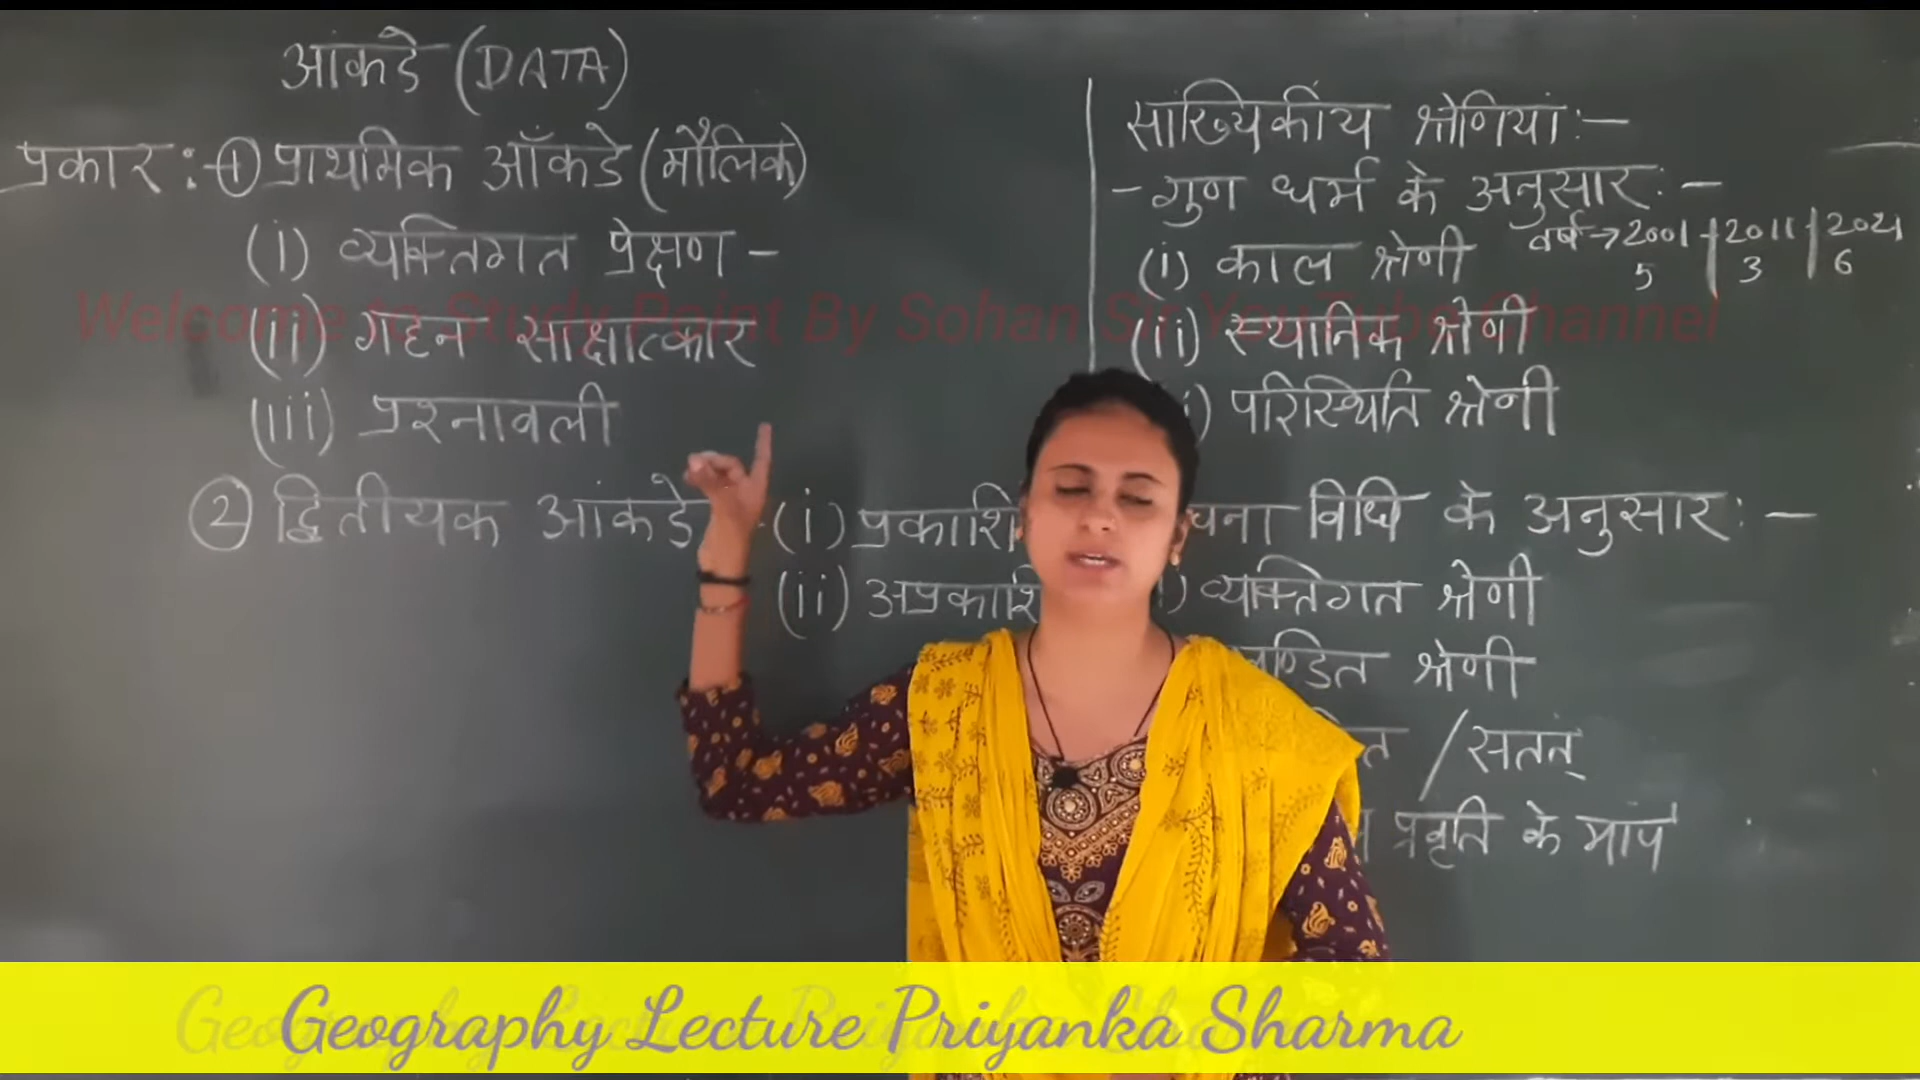 आंकडे (DATA)
प्रकार :- ① प्राथमिक आँकडे (मौलिक)
(i) व्यक्तिगत प्रेक्षण -
(ii) गहन साक्षात्कार
(iii) प्रश्नावली
② द्वितीयक आंकडे - (i) प्रकाशि
(ii) अप्रकाशि
सांख्यिकीय श्रेणियां :-
- गुण धर्म के अनुसार :-
(i) काल श्रेणी वर्ष → 2001 | 2011 | 2021
5 | 3 | 6
(ii) स्थानिक श्रेणी
i) परिस्थिति श्रेणी
चना विधि के अनुसार :-
i) व्यक्तिगत श्रेणी
ण्डित श्रेणी
त / सतत्
प्रवृति के माप
Welcome to Study Point By Sohan Sir YouTube Channel
Geography Lecture Priyanka Sharma